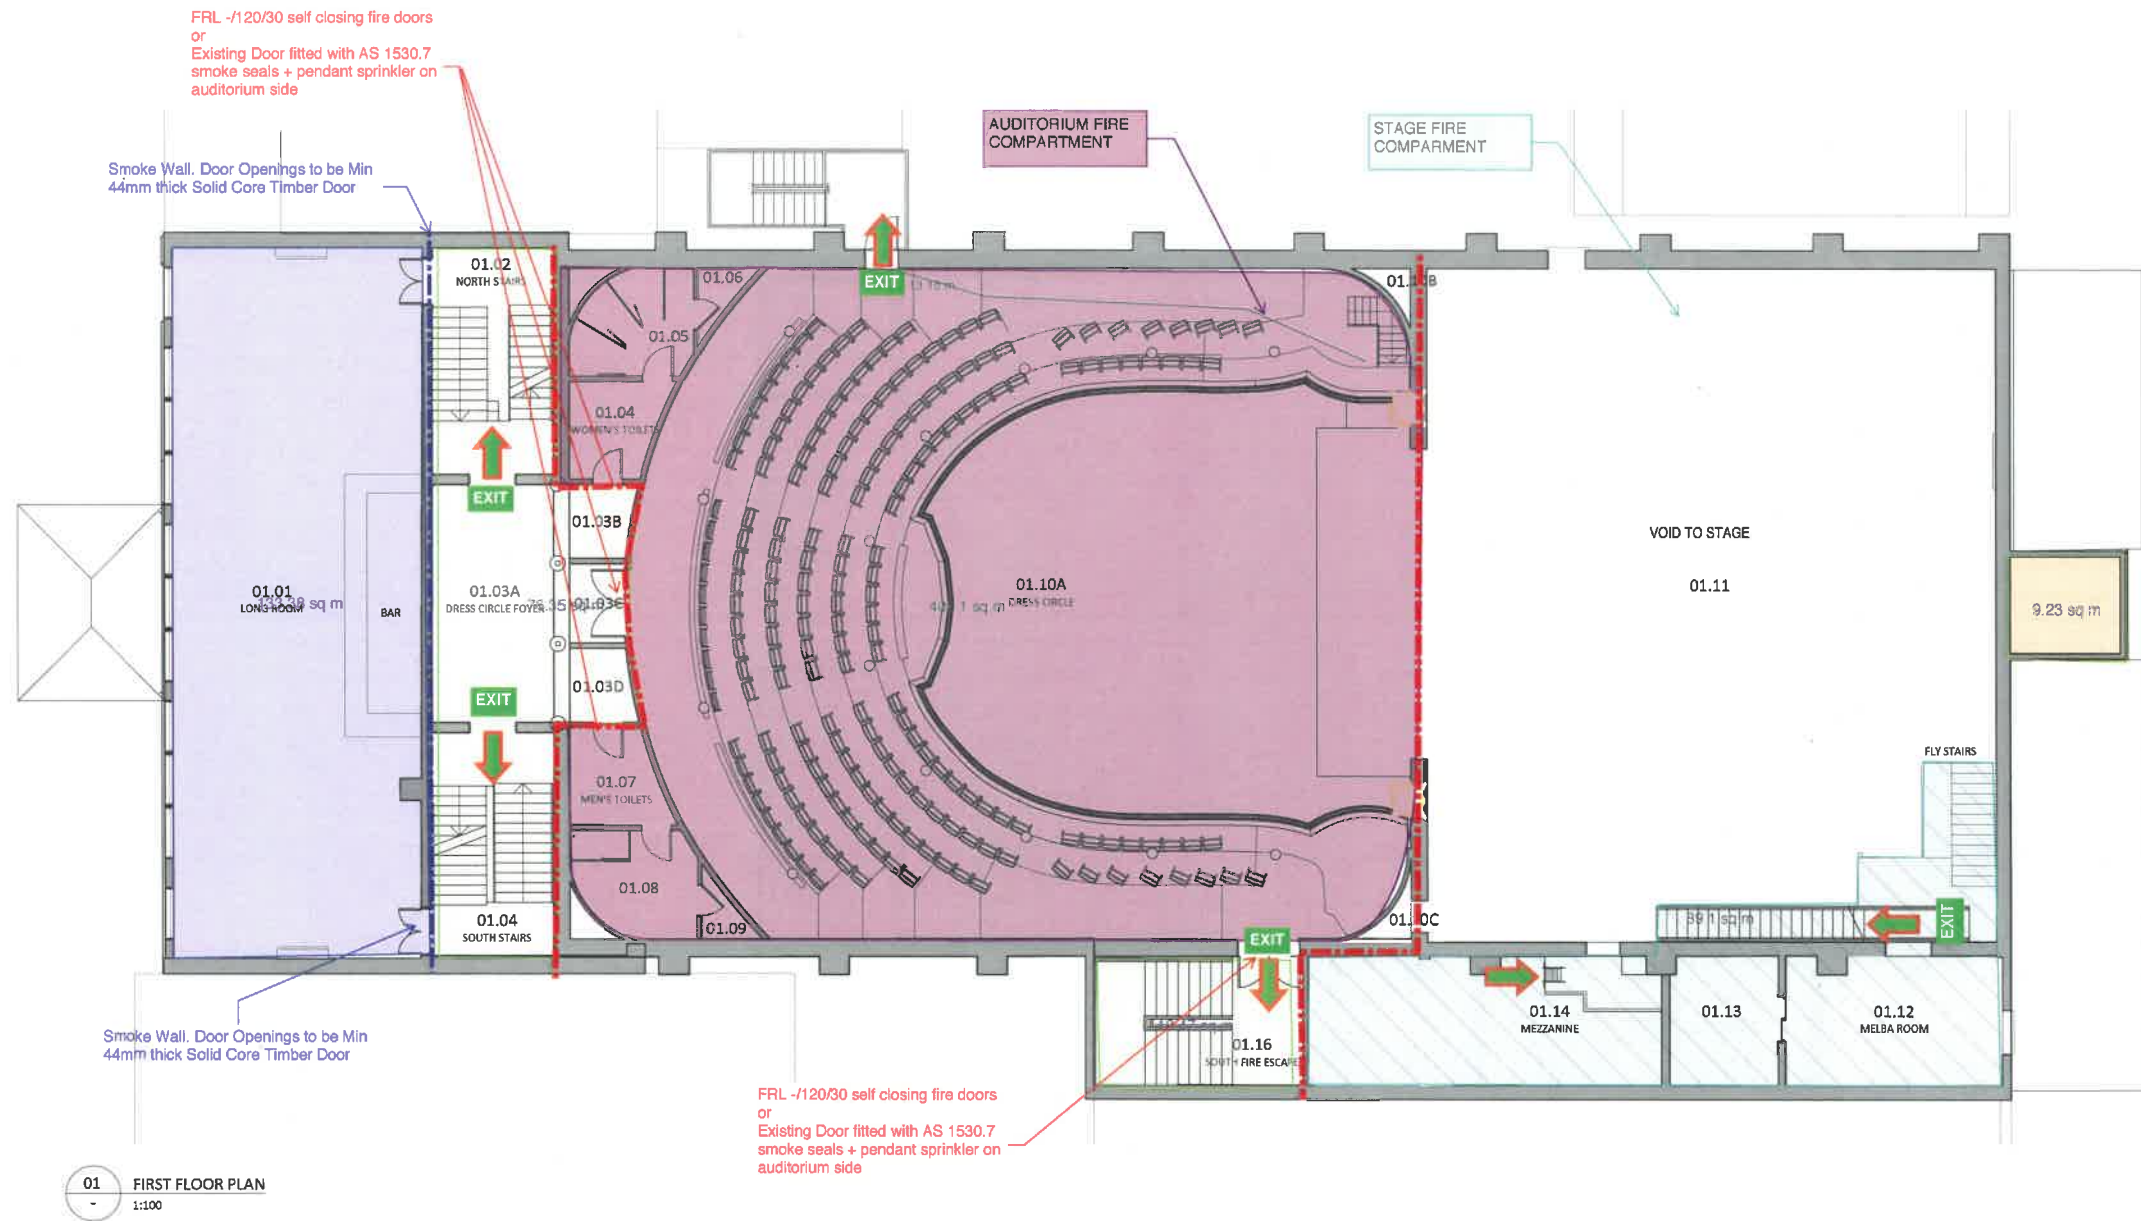 FRL -/120/30 self closing fire doors
or
Existing Door fitted with AS 1530.7
smoke seals + pendant sprinkler on
auditorium side
AUDITORIUM FIRE
COMPARTMENT
STAGE FIRE
COMPARMENT
Smoke Wall. Door Openings to be Min
44mm thick Solid Core Timber Door
01.02
NORTH STAIRS
01.06
EXIT
01.05
01.04
WOMEN'S TOILETS
EXIT
01.03B
VOID TO STAGE
01.11
01.01
LONG ROOM
BAR
01.03A
DRESS CIRCLE FOYER
01.10A
DRESS CIRCLE
9.23 sq m
EXIT
01.03D
FLY STAIRS
01.07
MEN'S TOILETS
01.08
01.09
01.04
SOUTH STAIRS
EXIT
EXIT
01.14
MEZZANINE
01.13
01.12
MELBA ROOM
01.16
SOUTH FIRE ESCAPE
Smoke Wall. Door Openings to be Min
44mm thick Solid Core Timber Door
FRL -/120/30 self closing fire doors
or
Existing Door fitted with AS 1530.7
smoke seals + pendant sprinkler on
auditorium side
01
-
FIRST FLOOR PLAN
1:100